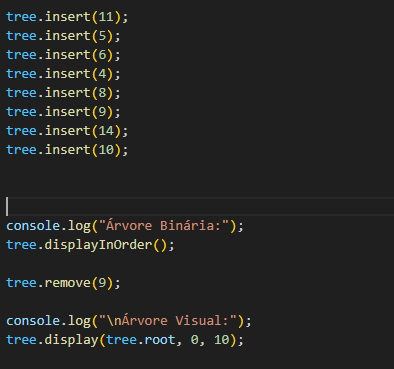 tree.insert(11);
tree.insert(5);
tree.insert(6);
tree.insert(4);
tree.insert(8);
tree.insert(9);
tree.insert(14);
tree.insert(10);
console.log("Árvore Binária:");
tree.displayInOrder();
tree.remove(9);
console.log("\nÁrvore Visual:");
tree.display(tree.root, 0, 10);